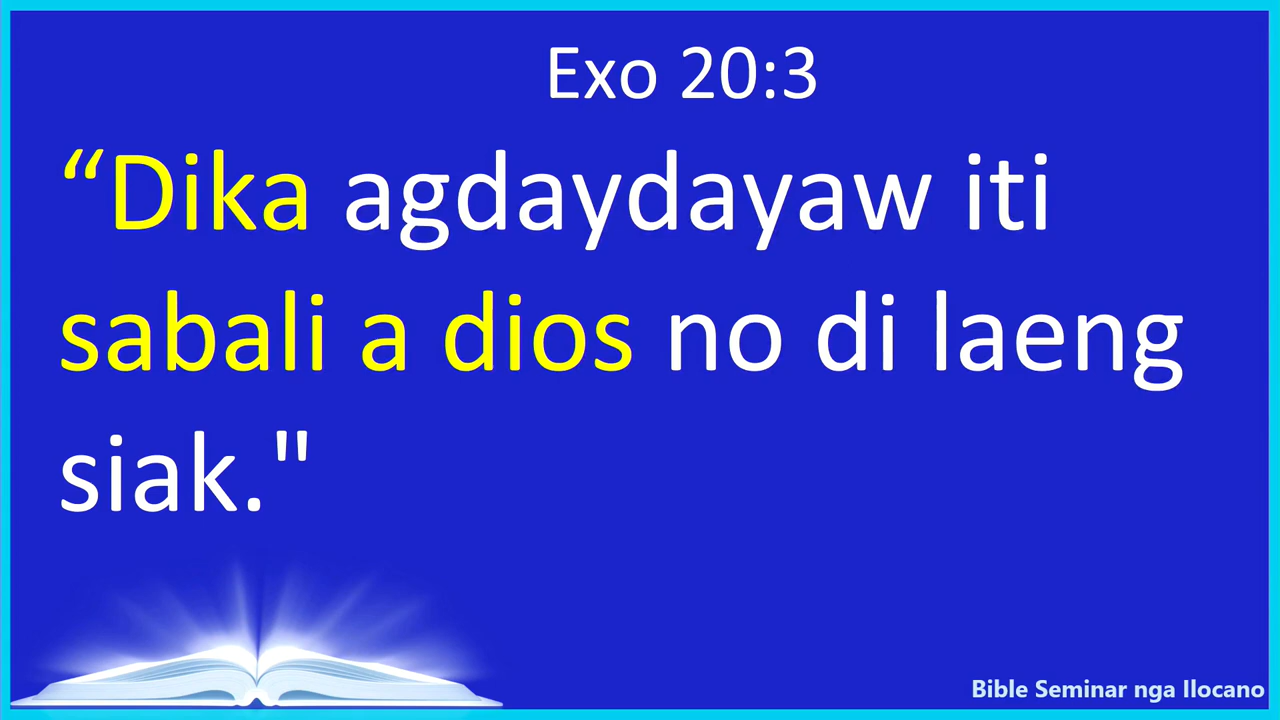 Exo 20:3
“Dika agdaydayaw iti
sabali a dios no di laeng
siak."
Bible Seminar nga Ilocano